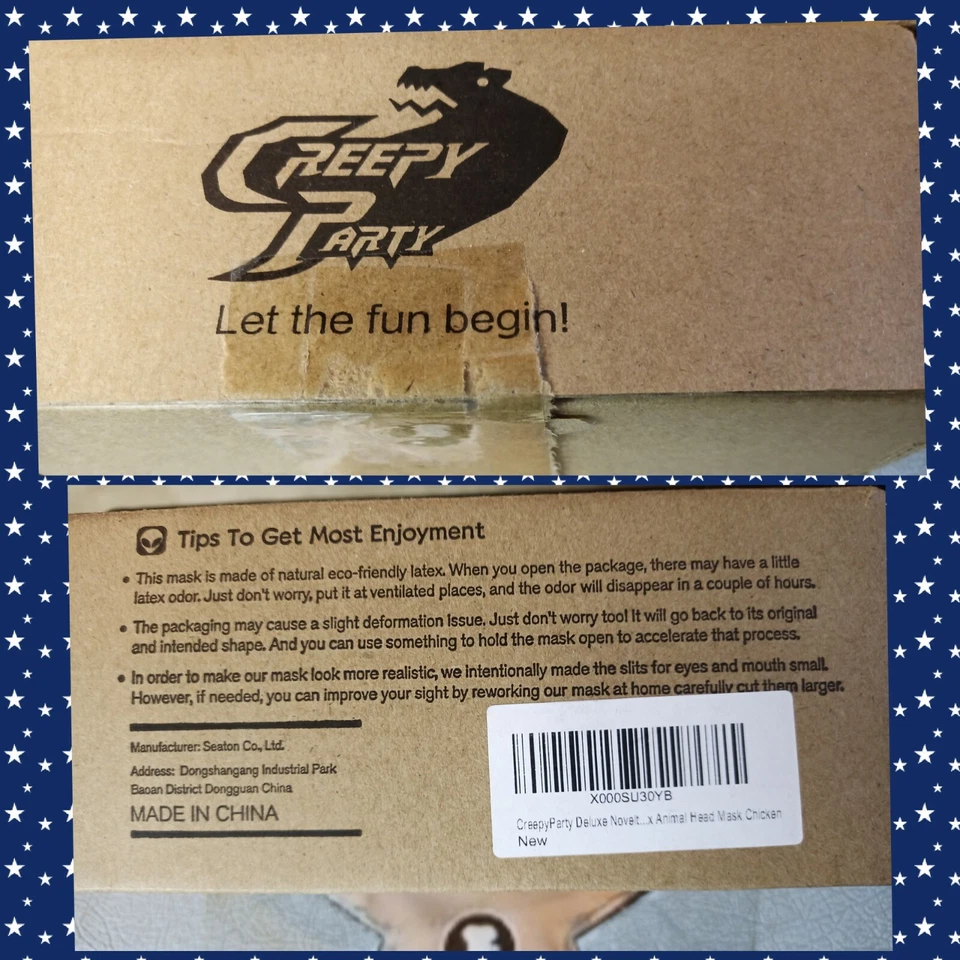 CREEPY
PARTY
Let the fun begin!
Tips To Get Most Enjoyment
• This mask is made of natural eco-friendly latex. When you open the package, there may have a little
latex odor. Just don't worry, put it at ventilated places, and the odor will disappear in a couple of hours.
• The packaging may cause a slight deformation issue. Just don't worry too! It will go back to its original
and intended shape. And you can use something to hold the mask open to accelerate that process.
• In order to make our mask look more realistic, we intentionally made the slits for eyes and mouth small.
However, if needed, you can improve your sight by reworking our mask at home carefully cut them larger.
Manufacturer: Seaton Co., Ltd.
Address: Dongshangang Industrial Park
Baoan District Dongguan China
MADE IN CHINA
X000SU30YB
CreepyParty Deluxe Novelt...x Animal Head Mask Chicken
New